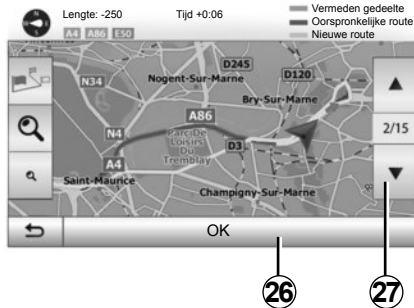 Lengte: -250 Tijd +0:06
Vermeden gedeelte
Oorspronkelijke route
Nieuwe route
A4 A86 E50
D245
N34 Nogent-Sur-Marne D120
Bry-Sur-Marne
A86
2/15
N4 Parc De
Loisirs
Du
Tremblay
D3
A4
Saint-Maurice
Champigny-Sur-Marne
OK
26 27